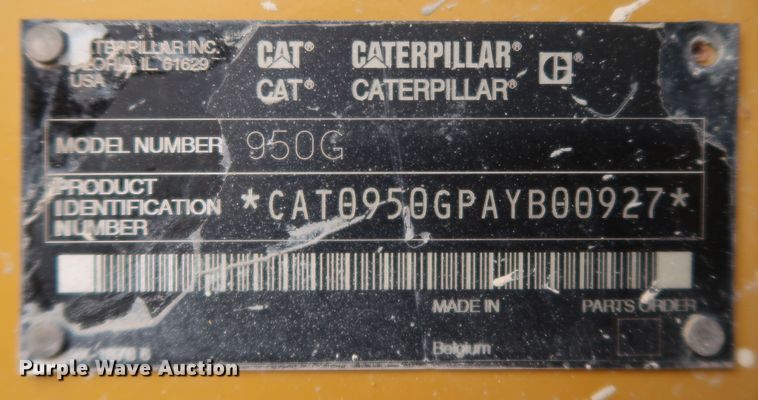 CATERPILLAR INC.
PEORIA, IL. 61629
USA
CAT® CATERPILLAR®
CAT® CATERPILLAR®
MODEL NUMBER 950G
PRODUCT
IDENTIFICATION
NUMBER
*CAT0950GPAYB00927*
MADE IN PARTS ORDER
Belgium
Purple Wave Auction